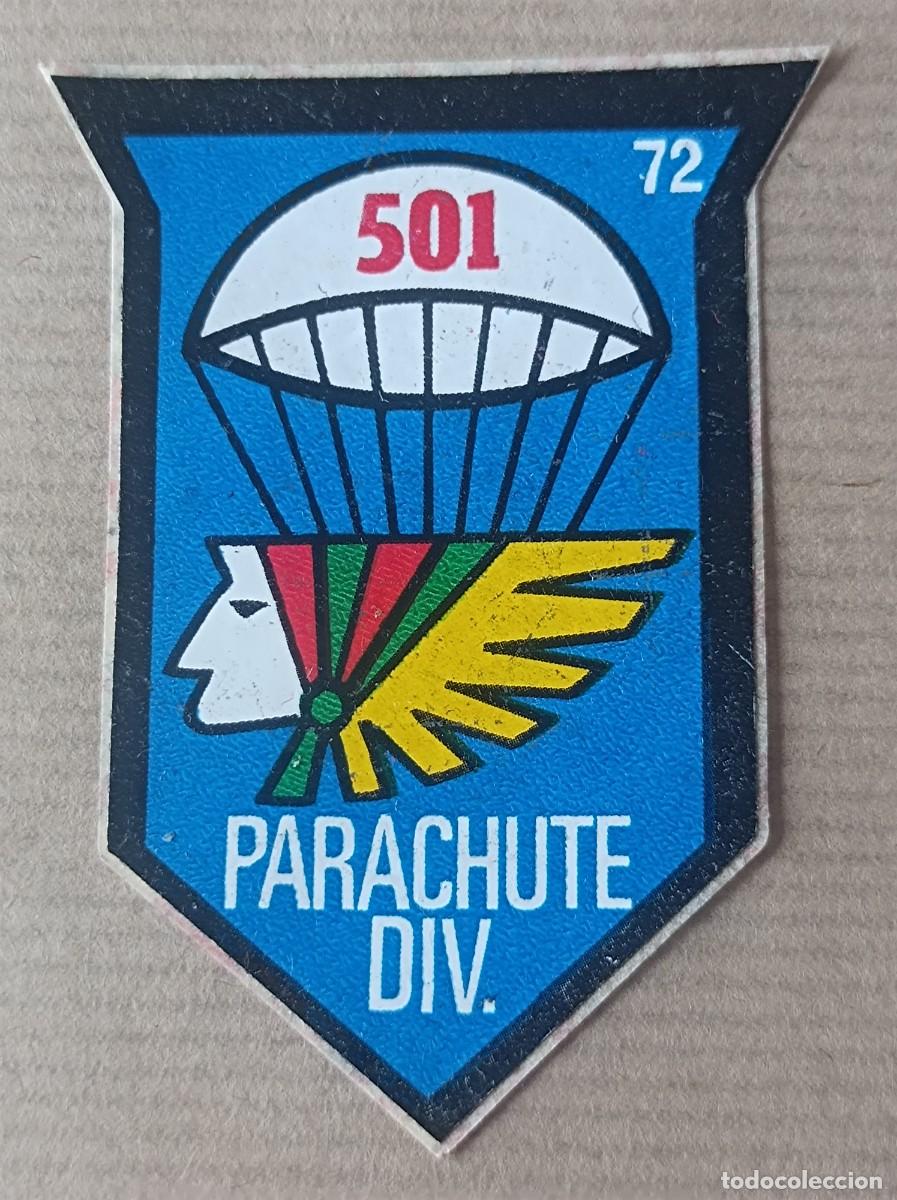 72
501
PARACHUTE
DIV.
todocoleccion